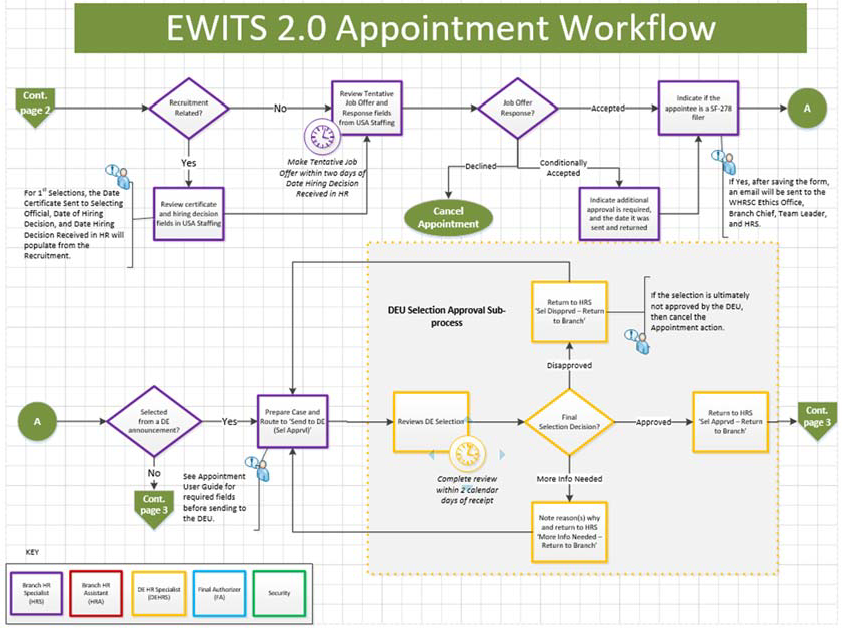 EWITS 2.0 Appointment Workflow
Cont.
page 2
Recruitment
Related?
No
Yes
Review Tentative
Job Offer and
Response fields
from USA Staffing
Make Tentative Job
Offer within two days of
Date Hiring Decision
Received in HR
Job Offer
Response?
Accepted
Declined
Conditionally
Accepted
Indicate if the
appointee is a SF-278
filer
A
For 1st Selections, the Date
Certificate Sent to Selecting
Official, Date of Hiring
Decision, and Date Hiring
Decision Received in HR will
populate from the
Recruitment.
Review certificate
and hiring decision
fields in USA Staffing
Cancel
Appointment
Indicate additional
approval is required,
and the date it was
sent and returned
If Yes, after saving the form,
an email will be sent to the
WHRSC Ethics Office,
Branch Chief, Team Leader,
and HRS.
DEU Selection Approval Sub-
process
Return to HRS
'Sel Dispprvd – Return
to Branch'
If the selection is ultimately
not approved by the DEU,
then cancel the
Appointment action.
Disapproved
A
Selected
from a DE
announcement?
Yes
No
Cont.
page 3
Prepare Case and
Route to 'Send to DE
(Sel Apprvl)'
See Appointment
User Guide for
required fields
before sending to
the DEU.
Reviews DE Selection
Complete review
within 2 calendar
days of receipt
Final
Selection Decision?
Approved
Return to HRS
'Sel Apprvd – Return
to Branch'
Cont.
page 3
More Info Needed
Note reason(s) why
and return to HRS
'More Info Needed –
Return to Branch'
KEY
Branch HR
Specialist
(HRS)
Branch HR
Assistant
(HRA)
DE HR Specialist
(DEHRS)
Final Authorizer
(FA)
Security